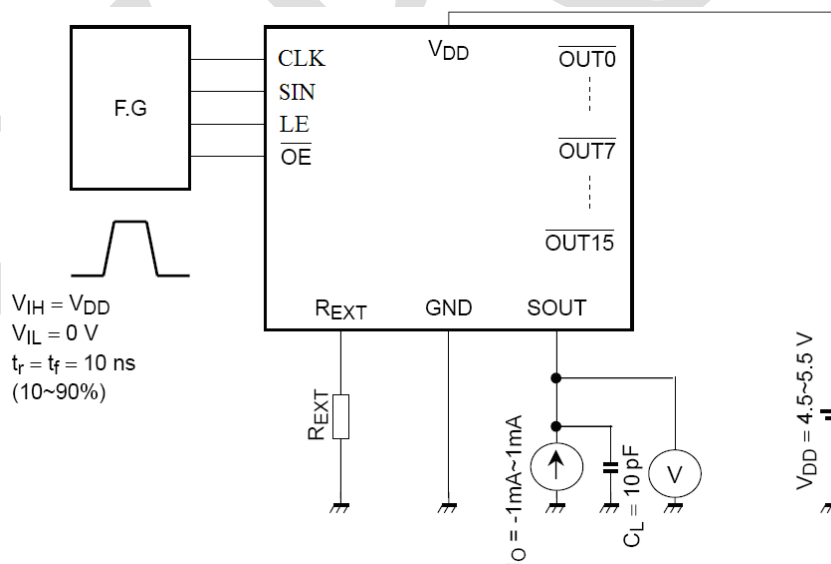 F.G
CLK
SIN
LE
OE
VDD
OUT0
OUT7
OUT15
REXT
GND
SOUT
VIH = VDD
VIL = 0 V
tr = tf = 10 ns
(10~90%)
REXT
O = -1mA~1mA
CL = 10 pF
V
VDD = 4.5~5.5 V